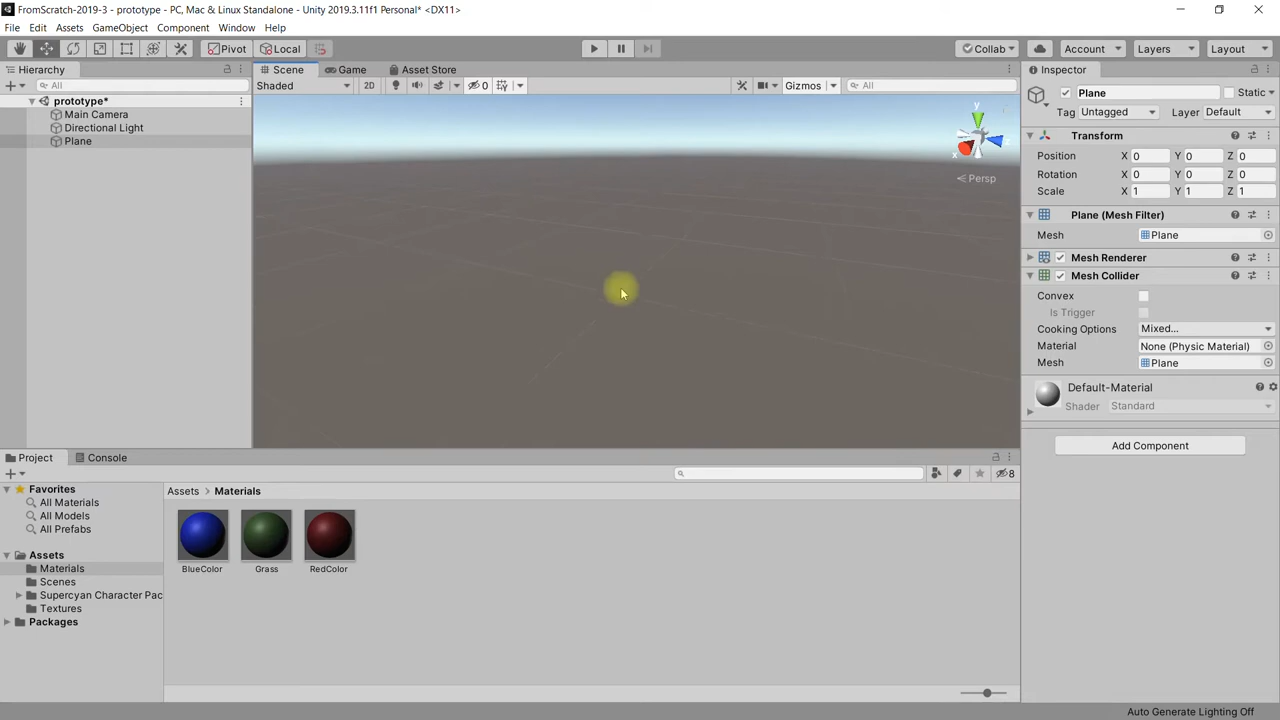 FromScratch-2019-3 - prototype - PC, Mac & Linux Standalone - Unity 2019.3.11f1 Personal* <DX11>
File Edit Assets GameObject Component Window Help
Pivot Local Collab Account Layers Layout
Hierarchy Scene Game Asset Store Inspector
All Shaded 2D 0 Gizmos All Plane Static
prototype* Tag Untagged Layer Default
Main Camera
Directional Light y Transform
Plane x z Persp Position X 0 Y 0 Z 0
Rotation X 0 Y 0 Z 0
Scale X 1 Y 1 Z 1
Plane (Mesh Filter)
Mesh Plane
Mesh Renderer
Mesh Collider
Convex
Is Trigger
Cooking Options Mixed...
Material None (Physic Material)
Mesh Plane
Default-Material
Shader Standard
Add Component
Project Console
8
Favorites Assets > Materials
All Materials
All Models
All Prefabs
Assets
Materials BlueColor Grass RedColor
Scenes
Supercyan Character Pac
Textures
Packages
Auto Generate Lighting Off